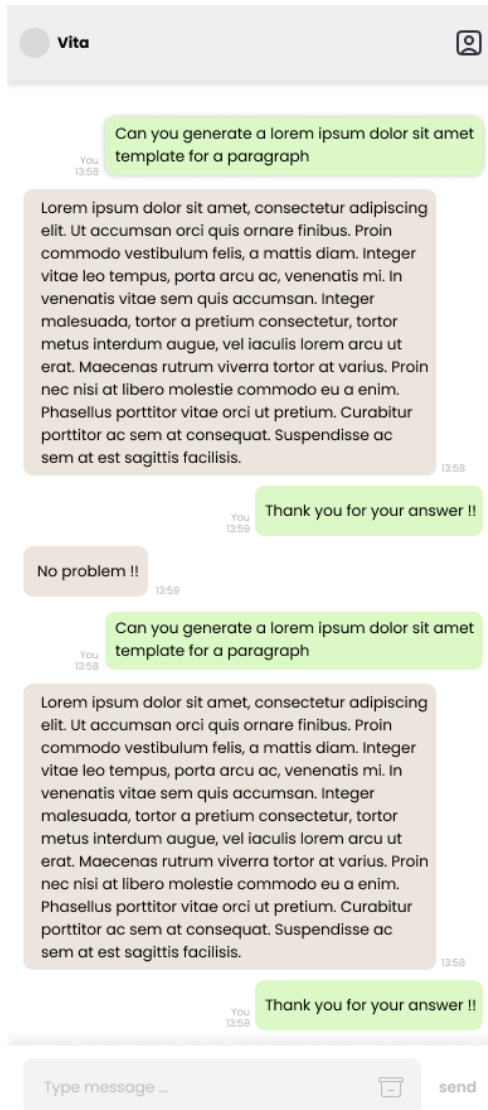 Vita
Can you generate a lorem ipsum dolor sit amet
template for a paragraph
You
13:58
Lorem ipsum dolor sit amet, consectetur adipiscing
elit. Ut accumsan orci quis ornare finibus. Proin
commodo vestibulum felis, a mattis diam. Integer
vitae leo tempus, porta arcu ac, venenatis mi. In
venenatis vitae sem quis accumsan. Integer
malesuada, tortor a pretium consectetur, tortor
metus interdum augue, vel iaculis lorem arcu ut
erat. Maecenas rutrum viverra tortor at varius. Proin
nec nisi at libero molestie commodo eu a enim.
Phasellus porttitor vitae orci ut pretium. Curabitur
porttitor ac sem at consequat. Suspendisse ac
sem at est sagittis facilisis.
13:58
Thank you for your answer !!
You
13:59
No problem !!
13:59
Can you generate a lorem ipsum dolor sit amet
template for a paragraph
You
13:58
Lorem ipsum dolor sit amet, consectetur adipiscing
elit. Ut accumsan orci quis ornare finibus. Proin
commodo vestibulum felis, a mattis diam. Integer
vitae leo tempus, porta arcu ac, venenatis mi. In
venenatis vitae sem quis accumsan. Integer
malesuada, tortor a pretium consectetur, tortor
metus interdum augue, vel iaculis lorem arcu ut
erat. Maecenas rutrum viverra tortor at varius. Proin
nec nisi at libero molestie commodo eu a enim.
Phasellus porttitor vitae orci ut pretium. Curabitur
porttitor ac sem at consequat. Suspendisse ac
sem at est sagittis facilisis.
13:58
Thank you for your answer !!
You
13:59
Type message ...
send